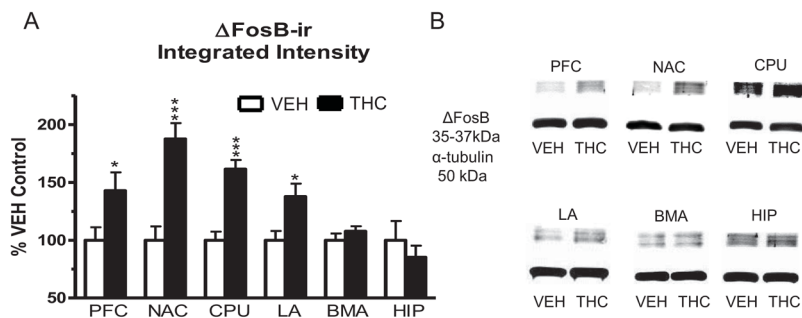 A
ΔFosB-ir
Integrated Intensity
VEH THC
% VEH Control
200
150
100
50
*
***
***
*
PFC NAC CPU LA BMA HIP
B
PFC NAC CPU
ΔFosB
35-37kDa
α-tubulin
50 kDa
VEH THC VEH THC VEH THC
LA BMA HIP
VEH THC VEH THC VEH THC